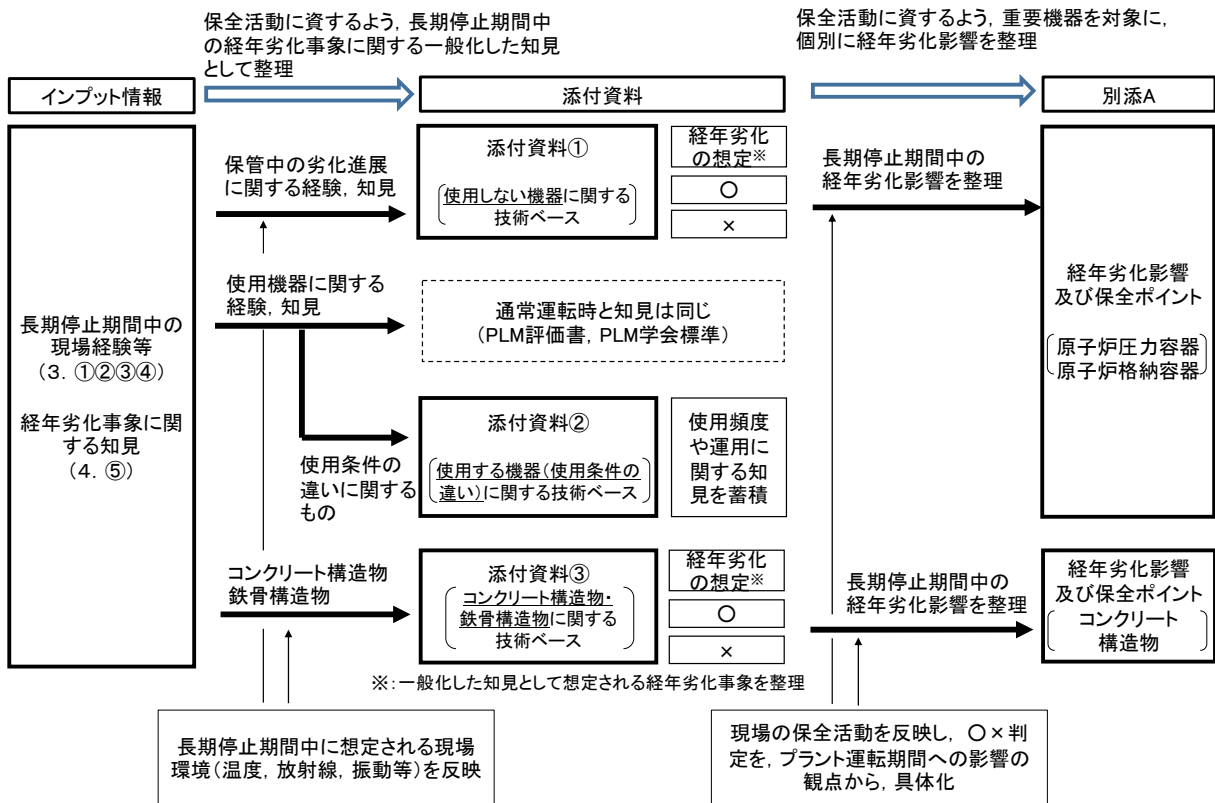 保全活動に資するよう, 長期停止期間中
の経年劣化事象に関する一般化した知見
として整理
保全活動に資するよう, 重要機器を対象に,
個別に経年劣化影響を整理
インプット情報
添付資料
別添A
長期停止期間中の
現場経験等
(3. ①②③④)
経年劣化事象に関
する知見
(4. ⑤)
保管中の劣化進展
に関する経験, 知見
添付資料①
使用しない機器に関する
技術ベース
経年劣化
の想定※
○
×
使用機器に関する
経験, 知見
通常運転時と知見は同じ
(PLM評価書, PLM学会標準)
使用条件の
違いに関する
もの
添付資料②
使用する機器(使用条件の
違い)に関する技術ベース
使用頻度
や運用に
関する知
見を蓄積
コンクリート構造物
鉄骨構造物
添付資料③
コンクリート構造物・
鉄骨構造物に関する
技術ベース
経年劣化
の想定※
○
×
※:一般化した知見として想定される経年劣化事象を整理
長期停止期間中の
経年劣化影響を整理
経年劣化影響
及び保全ポイント
原子炉圧力容器
原子炉格納容器
長期停止期間中の
経年劣化影響を整理
経年劣化影響
及び保全ポイント
コンクリート
構造物
長期停止期間中に想定される現場
環境(温度, 放射線, 振動等)を反映
現場の保全活動を反映し, ○×判
定を, プラント運転期間への影響の
観点から, 具体化